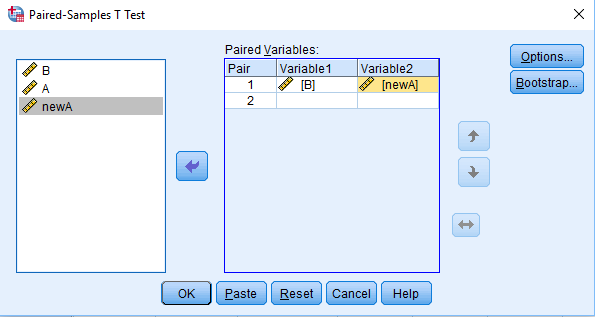 Paired-Samples T Test
B
A
newA
Paired Variables:
Pair Variable1 Variable2
1 [B] [newA]
2
Options...
Bootstrap...
OK Paste Reset Cancel Help